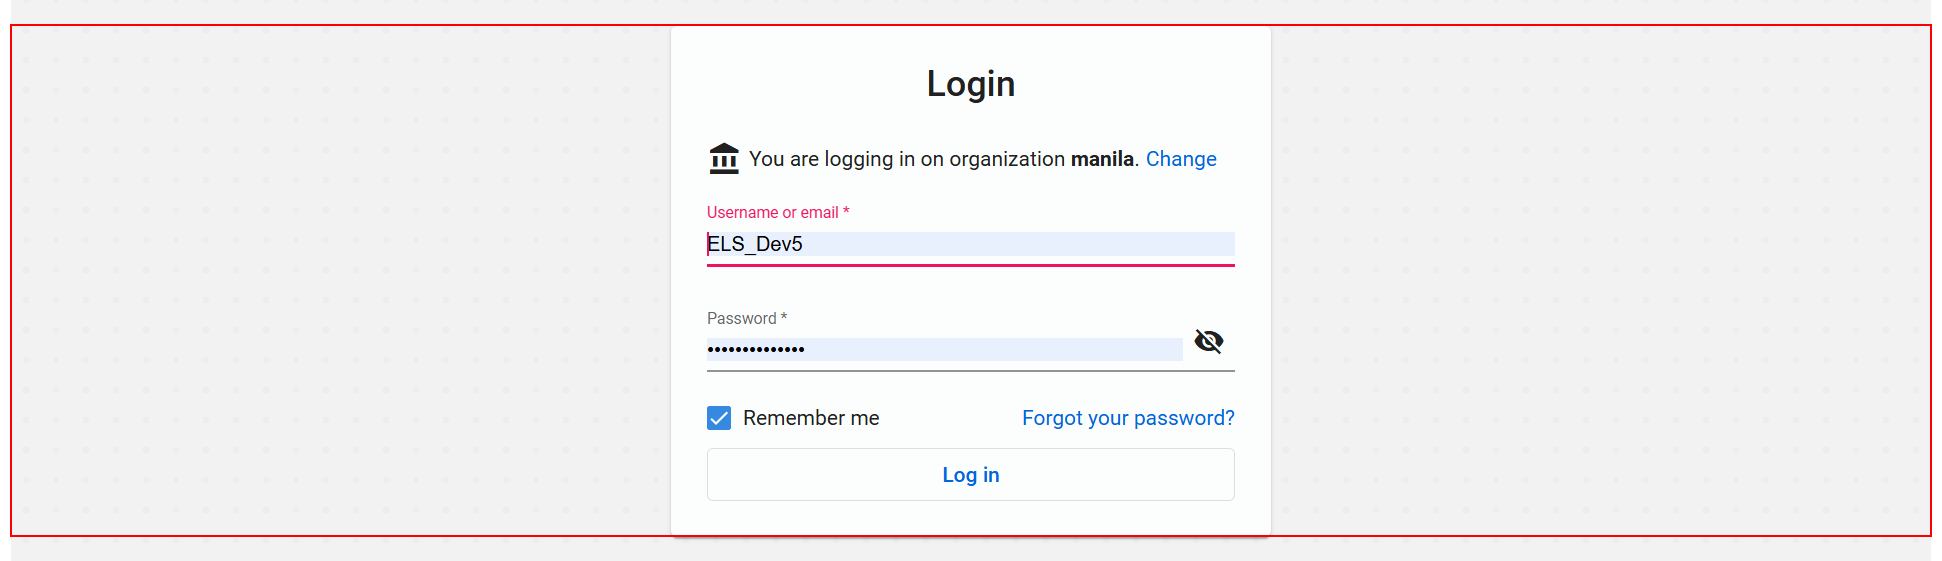 Login
You are logging in on organization manila. Change
Username or email *
ELS_Dev5
Password *
••••••••••••••
Remember me
Forgot your password?
Log in